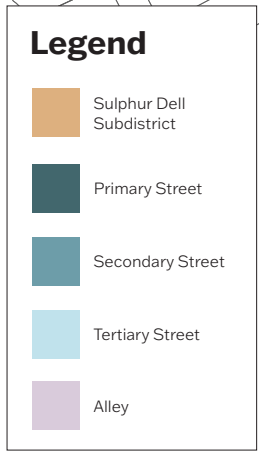 Legend
Sulphur Dell
Subdistrict
Primary Street
Secondary Street
Tertiary Street
Alley